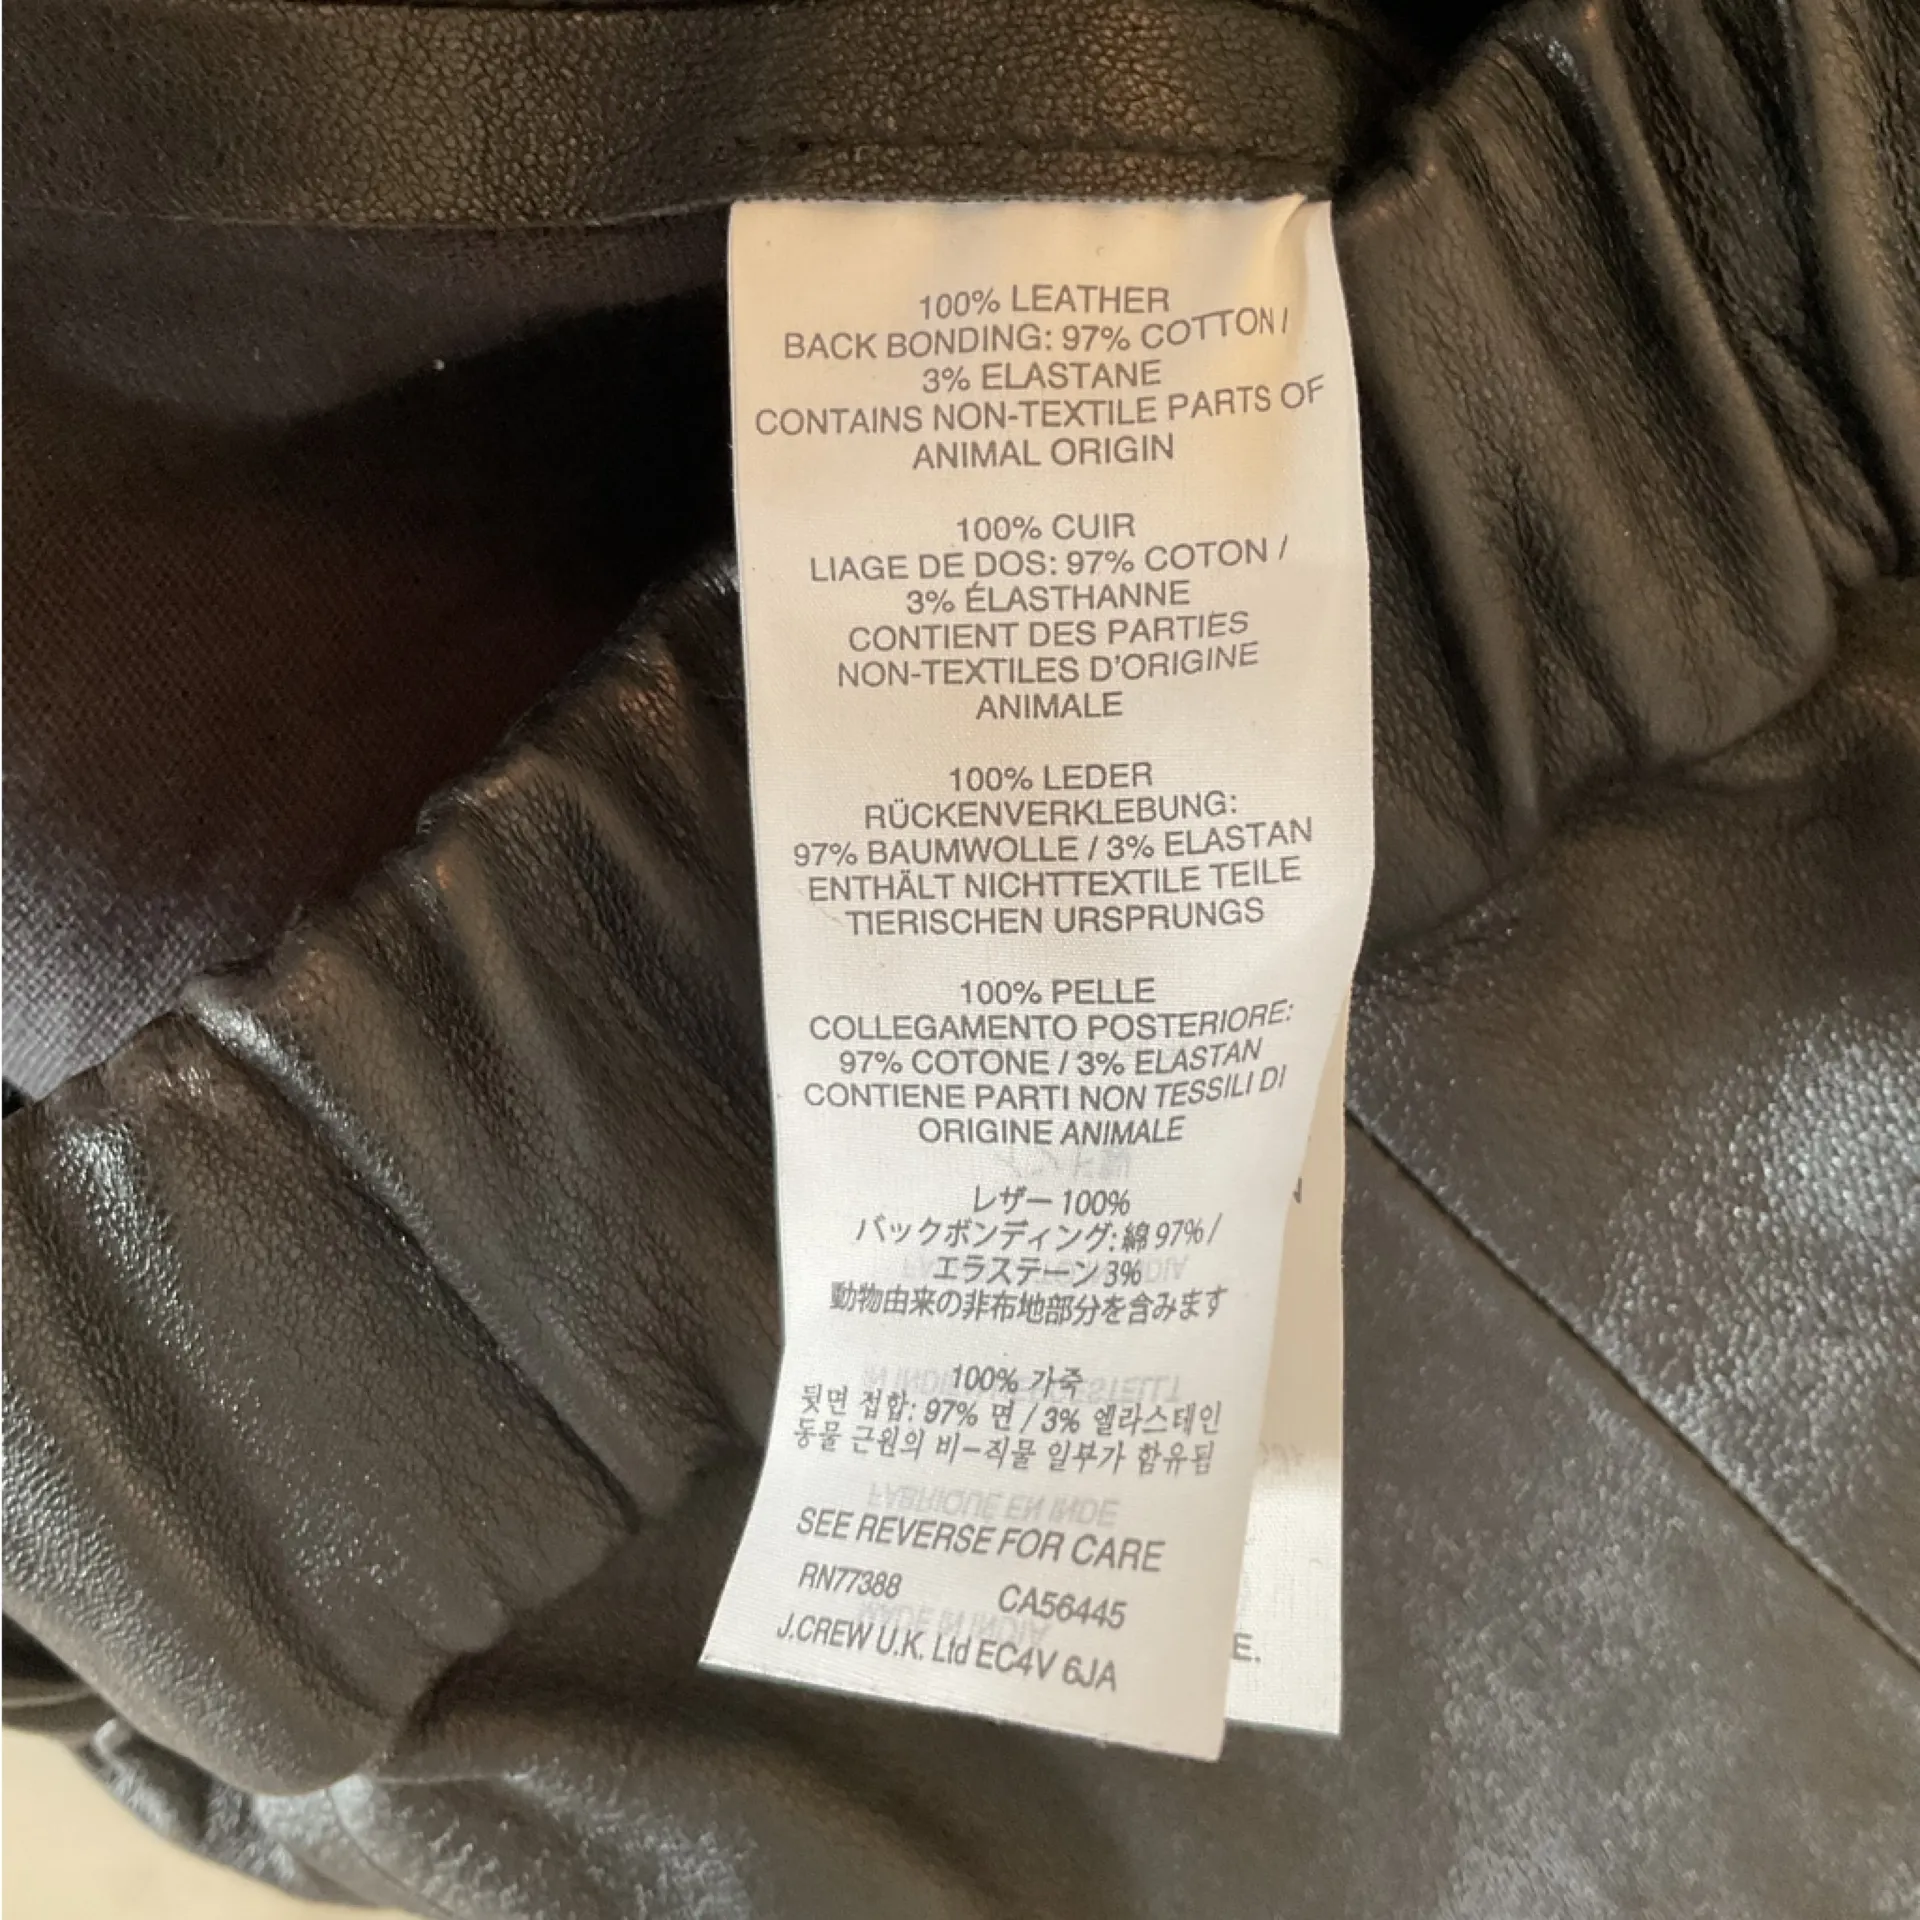 100% LEATHER
BACK BONDING: 97% COTTON /
3% ELASTANE
CONTAINS NON-TEXTILE PARTS OF
ANIMAL ORIGIN
100% CUIR
LIAGE DE DOS: 97% COTON /
3% ÉLASTHANNE
CONTIENT DES PARTIES
NON-TEXTILES D'ORIGINE
ANIMALE
100% LEDER
RÜCKENVERKLEBUNG:
97% BAUMWOLLE / 3% ELASTAN
ENTHÄLT NICHTTEXTILE TEILE
TIERISCHEN URSPRUNGS
100% PELLE
COLLEGAMENTO POSTERIORE:
97% COTONE / 3% ELASTAN
CONTIENE PARTI NON TESSILI DI
ORIGINE ANIMALE
レザー 100%
バックボンディング: 綿 97% /
エラステーン 3%
動物由来の非布地部分を含みます
100% 가죽
뒷면 접합: 97% 면 / 3% 엘라스테인
동물 근원의 비-직물 일부가 함유됨
FABRIQUE EN INDE
SEE REVERSE FOR CARE
RN77388 CA56445
MADE IN INDIA
J.CREW U.K. Ltd EC4V 6JA